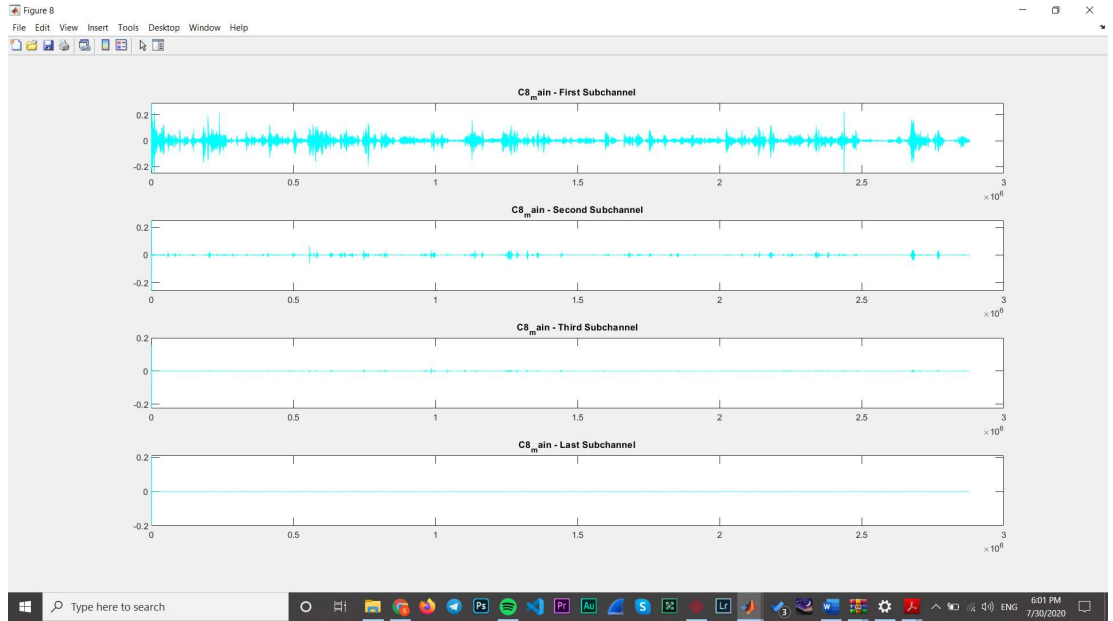 Figure 8
File Edit View Insert Tools Desktop Window Help
C8_main - First Subchannel
0.2
0
-0.2
0 0.5 1 1.5 2 2.5 3
×10^6
C8_main - Second Subchannel
0.2
0
-0.2
0 0.5 1 1.5 2 2.5 3
×10^6
C8_main - Third Subchannel
0.2
0
-0.2
0 0.5 1 1.5 2 2.5 3
×10^6
C8_main - Last Subchannel
0.2
0
-0.2
0 0.5 1 1.5 2 2.5 3
×10^6
Type here to search
Ps Pr Au S Lr 3 W ENG 6:01 PM
7/30/2020